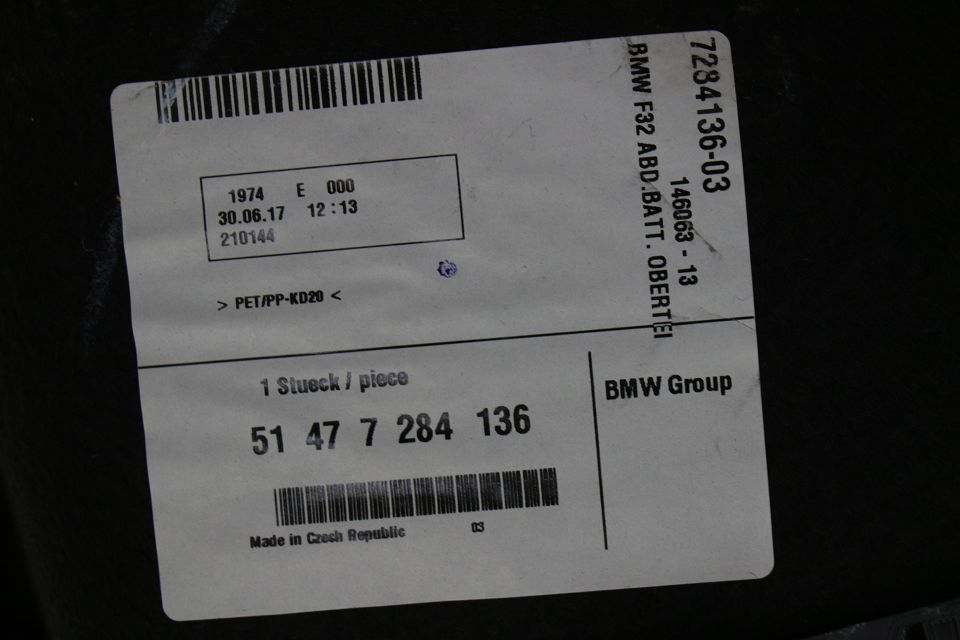 1974 E 000
30.06.17 12:13
210144
> PET/PP-KD20 <
7284136-03
146063 - 13
BMW F32 ABD.BATT. OBERTEI
1 Stueck / piece
51 47 7 284 136
Made in Czech Republic 03
BMW Group